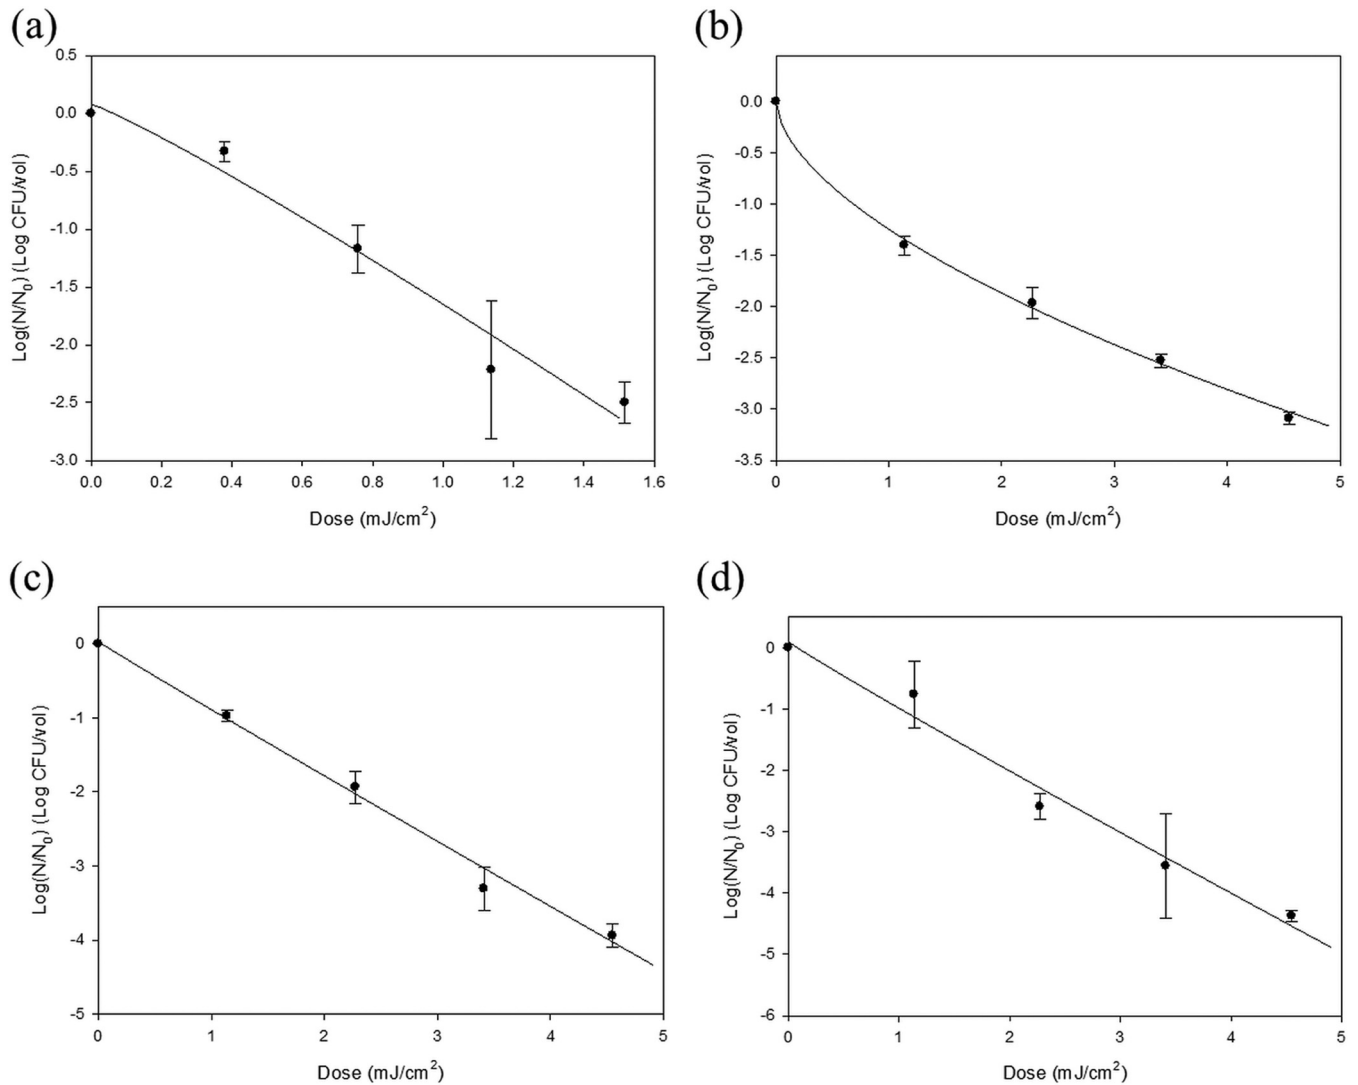 (a)
0.5
0.0
-0.5
-1.0
-1.5
-2.0
-2.5
-3.0
Log(N/N0) (Log CFU/vol)
0.0 0.2 0.4 0.6 0.8 1.0 1.2 1.4 1.6
Dose (mJ/cm2)
(b)
0.0
-0.5
-1.0
-1.5
-2.0
-2.5
-3.0
-3.5
Log(N/N0) (Log CFU/vol)
0 1 2 3 4 5
Dose (mJ/cm2)
(c)
0
-1
-2
-3
-4
-5
Log(N/N0) (Log CFU/vol)
0 1 2 3 4 5
Dose (mJ/cm2)
(d)
0
-1
-2
-3
-4
-5
-6
Log(N/N0) (Log CFU/vol)
0 1 2 3 4 5
Dose (mJ/cm2)